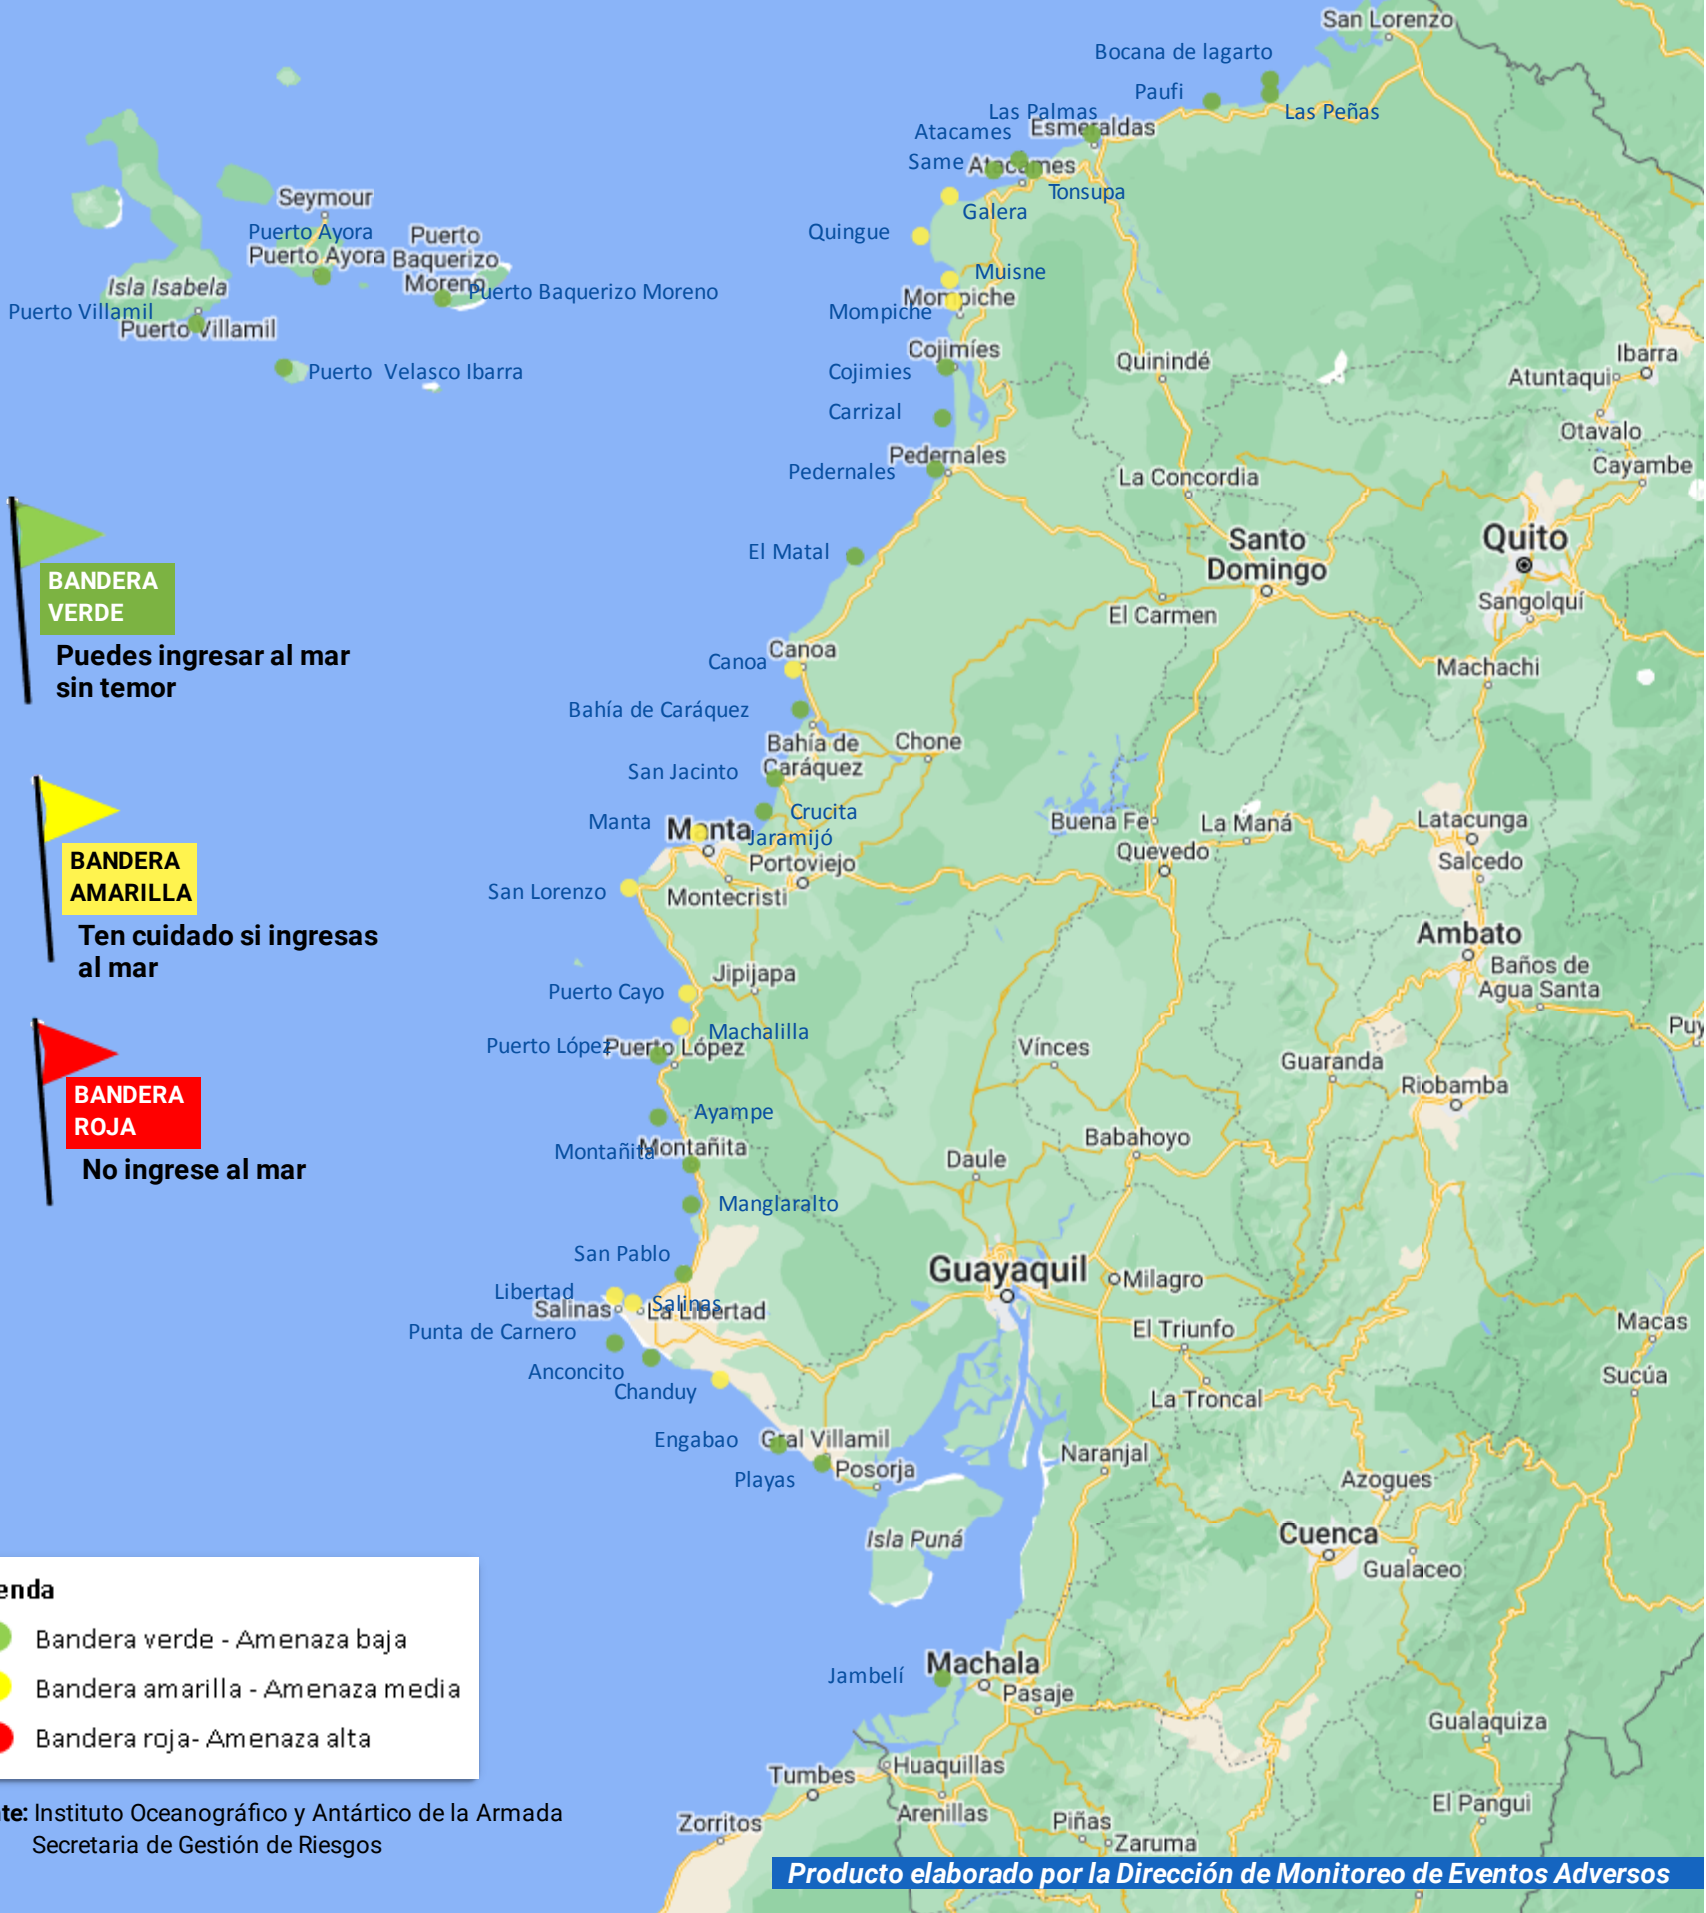 San Lorenzo
Bocana de lagarto
Paufi
Las Palmas
Las Peñas
Atacames
Esmeraldas
Same
Atacames
Tonsupa
Galera
Quingue
Muisne
Mompiche
Mompiche
Cojimíes
Cojimies
Carrizal
Pedernales
Pedernales
El Matal
Canoa
Canoa
Bahía de Caráquez
Bahía de
Caráquez
Chone
San Jacinto
Crucita
Manta
Manta
Jaramijó
Portoviejo
San Lorenzo
Montecristi
Jipijapa
Puerto Cayo
Machalilla
Puerto López
Puerto López
Ayampe
Montañita
Montañita
Manglaralto
San Pablo
Libertad
Salinas
Salinas
La Libertad
Punta de Carnero
Anconcito
Chanduy
Engabao
Gral Villamil
Playas
Posorja
Isla Puná
Jambelí
Machala
Pasaje
Huaquillas
Tumbes
Arenillas
Zorritos
Piñas
Zaruma
Seymour
Puerto Ayora
Puerto Ayora
Puerto
Baquerizo
Moreno
Puerto Baquerizo Moreno
Isla Isabela
Puerto Villamil
Puerto Villamil
Puerto Velasco Ibarra
Quinindé
Ibarra
Atuntaqui
Otavalo
Cayambe
La Concordia
Santo
Domingo
Quito
Sangolquí
El Carmen
Machachi
Buena Fe
La Maná
Latacunga
Quevedo
Salcedo
Ambato
Baños de
Agua Santa
Puy
Vínces
Guaranda
Riobamba
Babahoyo
Daule
Guayaquil
Milagro
El Triunfo
Macas
Sucúa
La Troncal
Naranjal
Azogues
Cuenca
Gualaceo
Gualaquiza
El Pangui
BANDERA
VERDE
Puedes ingresar al mar
sin temor
BANDERA
AMARILLA
Ten cuidado si ingresas
al mar
BANDERA
ROJA
No ingrese al mar
enda
Bandera verde - Amenaza baja
Bandera amarilla - Amenaza media
Bandera roja- Amenaza alta
te: Instituto Oceanográfico y Antártico de la Armada
Secretaria de Gestión de Riesgos
Producto elaborado por la Dirección de Monitoreo de Eventos Adversos